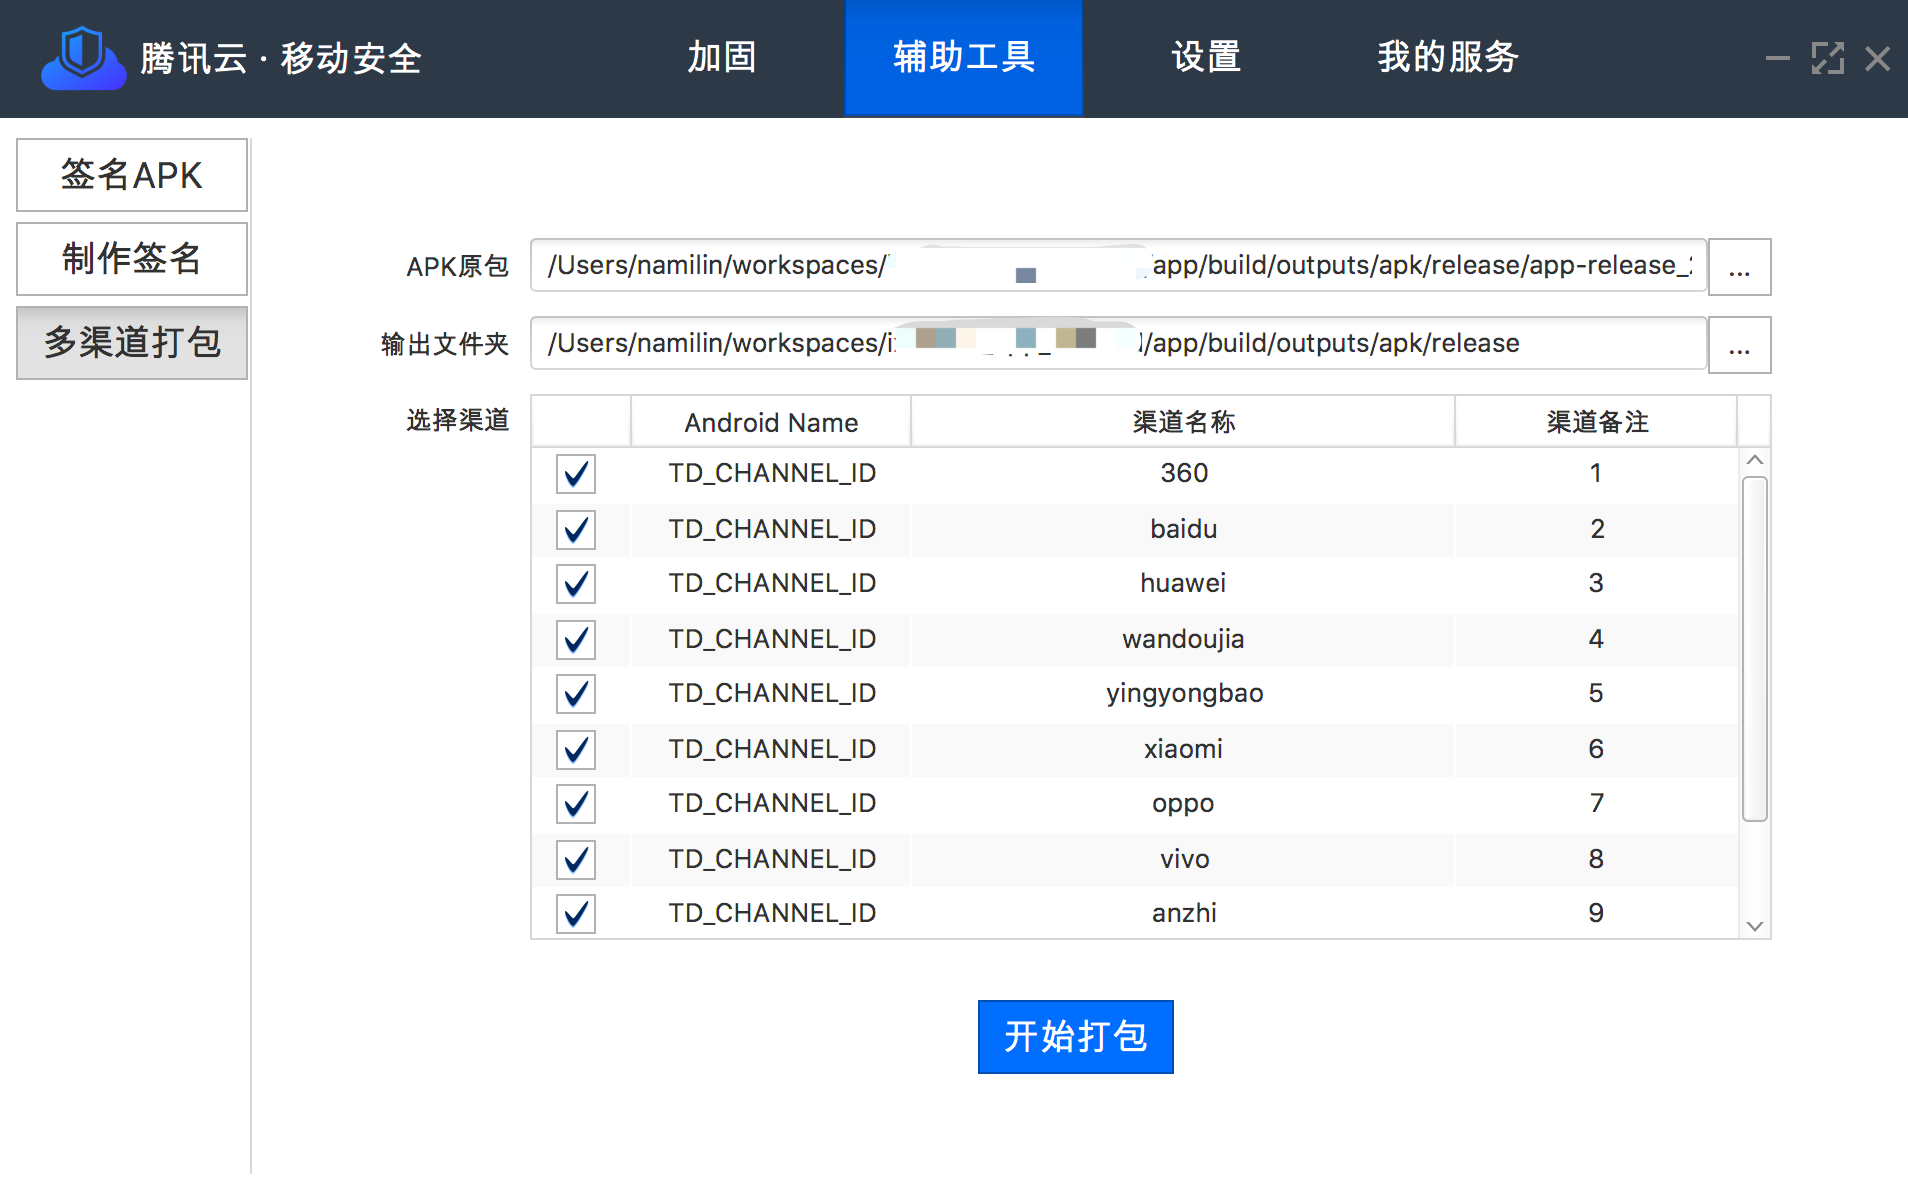 腾讯云 · 移动安全 加固 辅助工具 设置 我的服务
签名APK
制作签名
多渠道打包
APK原包 /Users/namilin/workspaces/ /app/build/outputs/apk/release/app-release_ ...
输出文件夹 /Users/namilin/workspaces/i /app/build/outputs/apk/release ...
选择渠道 Android Name 渠道名称 渠道备注
TD_CHANNEL_ID 360 1
TD_CHANNEL_ID baidu 2
TD_CHANNEL_ID huawei 3
TD_CHANNEL_ID wandoujia 4
TD_CHANNEL_ID yingyongbao 5
TD_CHANNEL_ID xiaomi 6
TD_CHANNEL_ID oppo 7
TD_CHANNEL_ID vivo 8
TD_CHANNEL_ID anzhi 9
开始打包